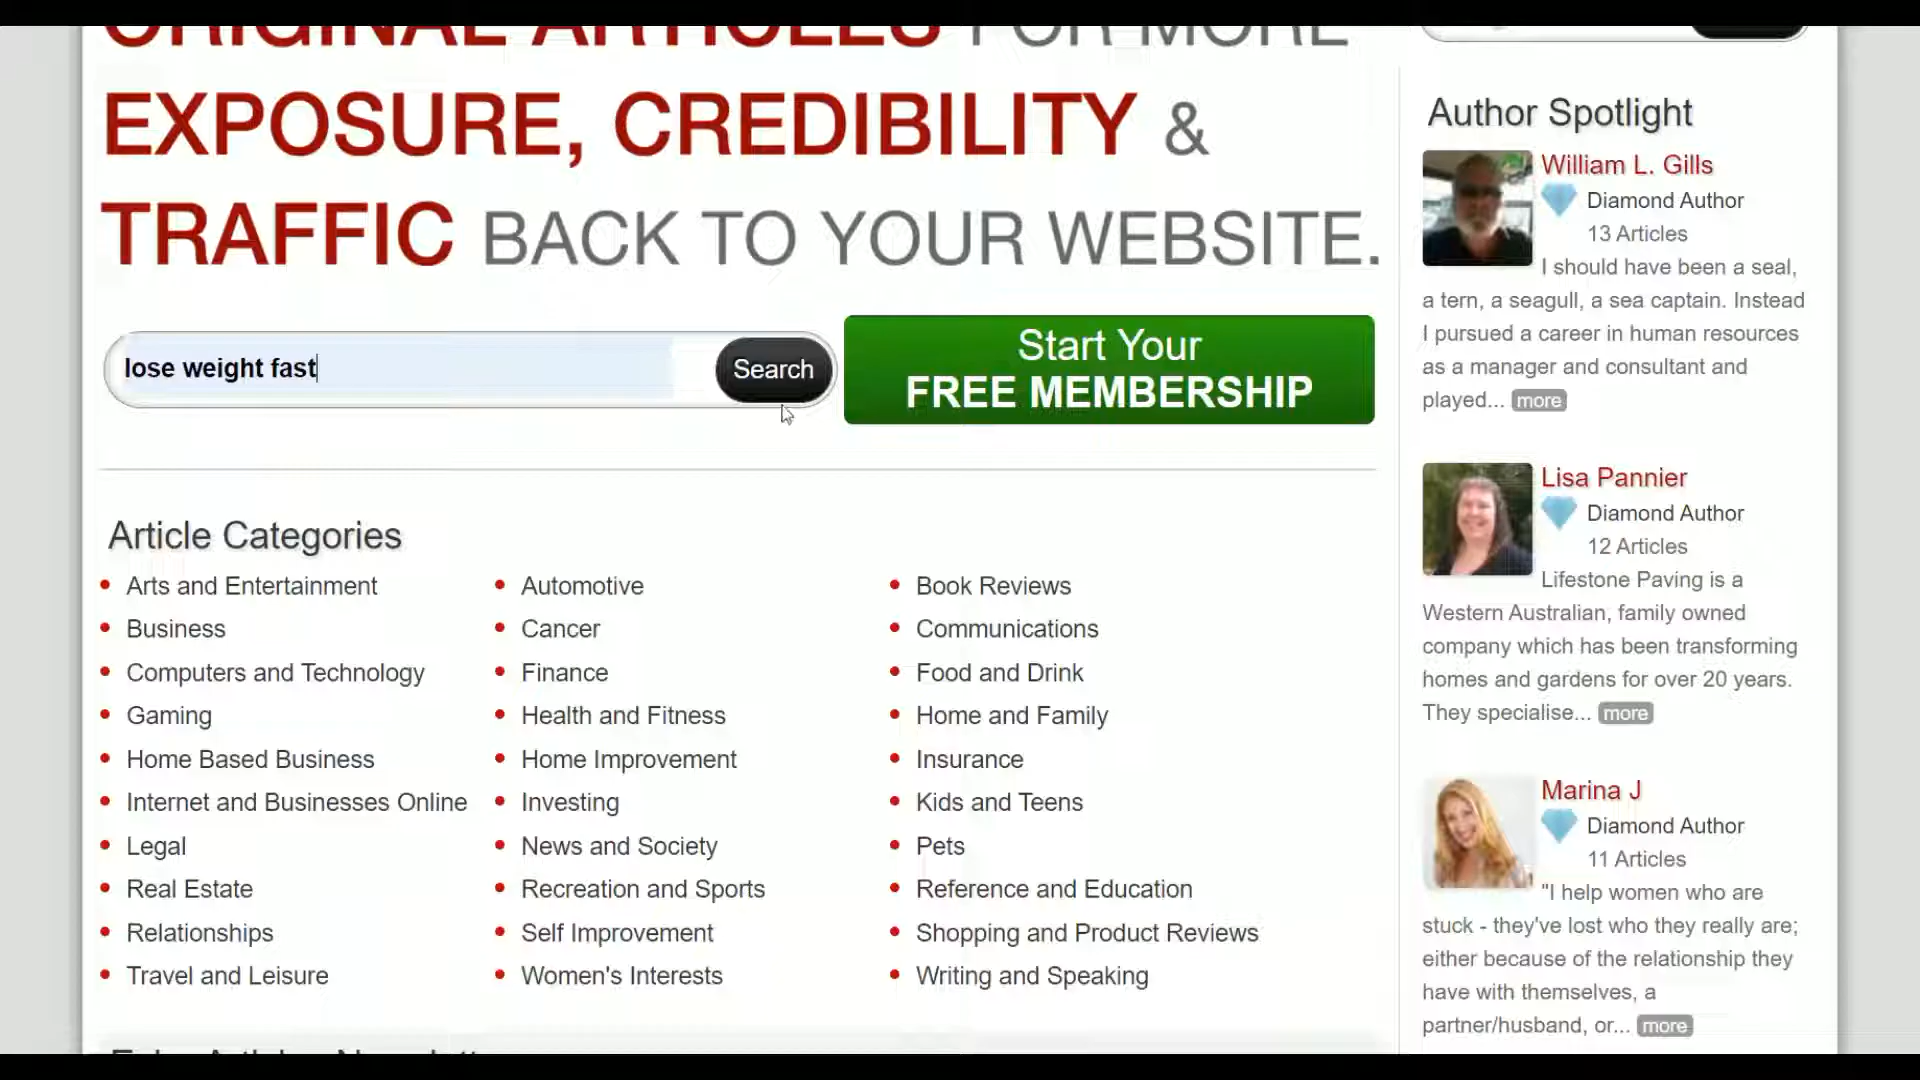 ORIGINAL ARTICLES FOR MORE
EXPOSURE, CREDIBILITY &
TRAFFIC BACK TO YOUR WEBSITE.
lose weight fast
Search
Start Your
FREE MEMBERSHIP
Article Categories
Arts and Entertainment
Automotive
Book Reviews
Business
Cancer
Communications
Computers and Technology
Finance
Food and Drink
Gaming
Health and Fitness
Home and Family
Home Based Business
Home Improvement
Insurance
Internet and Businesses Online
Investing
Kids and Teens
Legal
News and Society
Pets
Real Estate
Recreation and Sports
Reference and Education
Relationships
Self Improvement
Shopping and Product Reviews
Travel and Leisure
Women's Interests
Writing and Speaking
Author Spotlight
William L. Gills
Diamond Author
13 Articles
I should have been a seal,
a tern, a seagull, a sea captain. Instead
I pursued a career in human resources
as a manager and consultant and
played... more
Lisa Pannier
Diamond Author
12 Articles
Lifestone Paving is a
Western Australian, family owned
company which has been transforming
homes and gardens for over 20 years.
They specialise... more
Marina J
Diamond Author
11 Articles
"I help women who are
stuck - they've lost who they really are;
either because of the relationship they
have with themselves, a
partner/husband, or... more